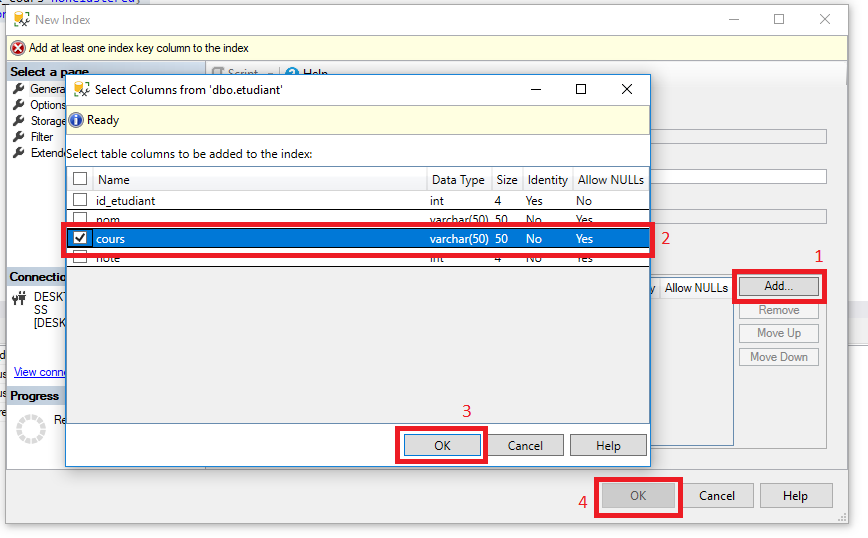 New Index
Add at least one index key column to the index
Select a page
Script Help
General
Options
Storage
Filter
Select Columns from 'dbo.etudiant'
Ready
Select table columns to be added to the index:
Name Data Type Size Identity Allow NULLs
id_etudiant int 4 Yes No
nom varchar(50) 50 No Yes
cours varchar(50) 50 No Yes
note int 4 No Yes
2
1
Allow NULLs
Add...
Remove
Move Up
Move Down
Connection
DESKT
SS
[DESK
View conne
Progress
Re
3
OK Cancel Help
4
OK Cancel Help